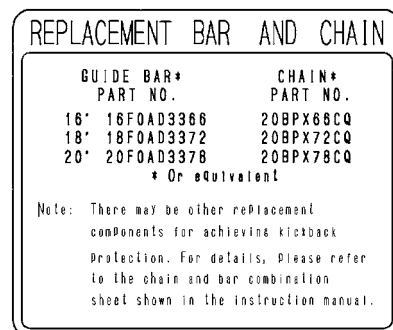 REPLACEMENT BAR AND CHAIN
GUIDE BAR* CHAIN*
PART NO. PART NO.
16" 16F0AD3366 20BPX66CQ
18" 18F0AD3372 20BPX72CQ
20" 20F0AD3378 20BPX78CQ
* Or equivalent
Note: There may be other replacement
components for achieving kickback
Protection. For details, Please refer
to the chain and bar combination
sheet shown in the instruction manual.